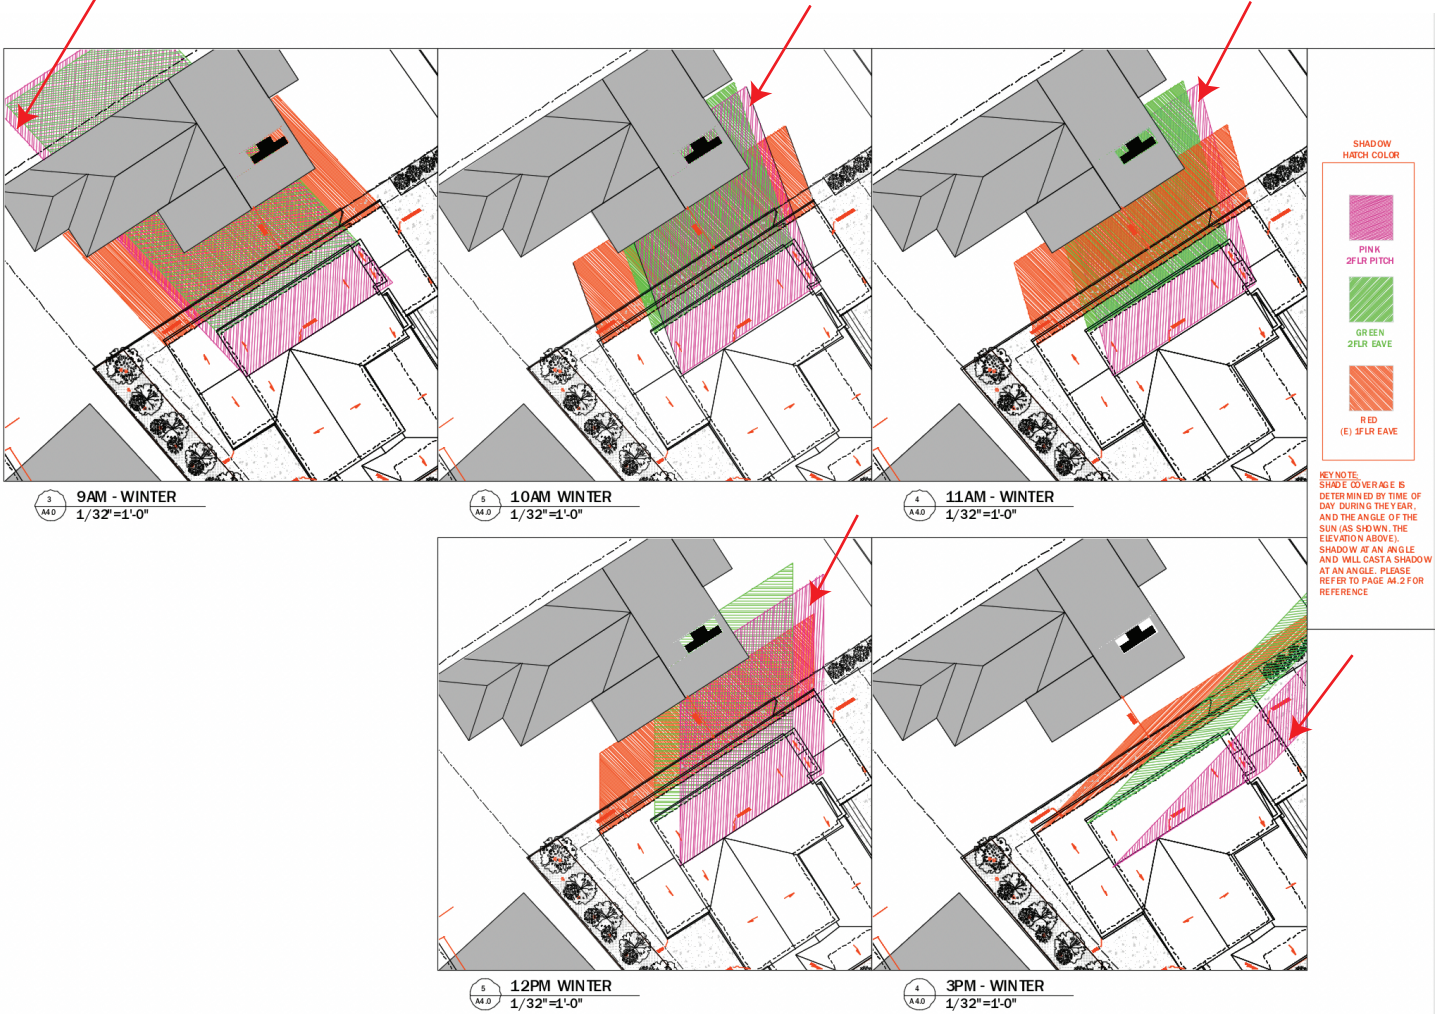 SHADOW
HATCH COLOR
PINK
2FLR PITCH
GREEN
2FLR EAVE
RED
(E) 1FLR EAVE
KEYNOTE:
SHADE COVERAGE IS
DETERMINED BY TIME OF
DAY DURING THE YEAR,
AND THE ANGLE OF THE
SUN (AS SHOWN. THE
ELEVATION ABOVE).
SHADOW AT AN ANGLE
AND WILL CAST A SHADOW
AT AN ANGLE. PLEASE
REFER TO PAGE A4.2 FOR
REFERENCE
3
A4.0
9AM - WINTER
1/32"=1'-0"
5
A4.0
10AM WINTER
1/32"=1'-0"
4
A4.0
11AM - WINTER
1/32"=1'-0"
5
A4.0
12PM WINTER
1/32"=1'-0"
4
A4.0
3PM - WINTER
1/32"=1'-0"